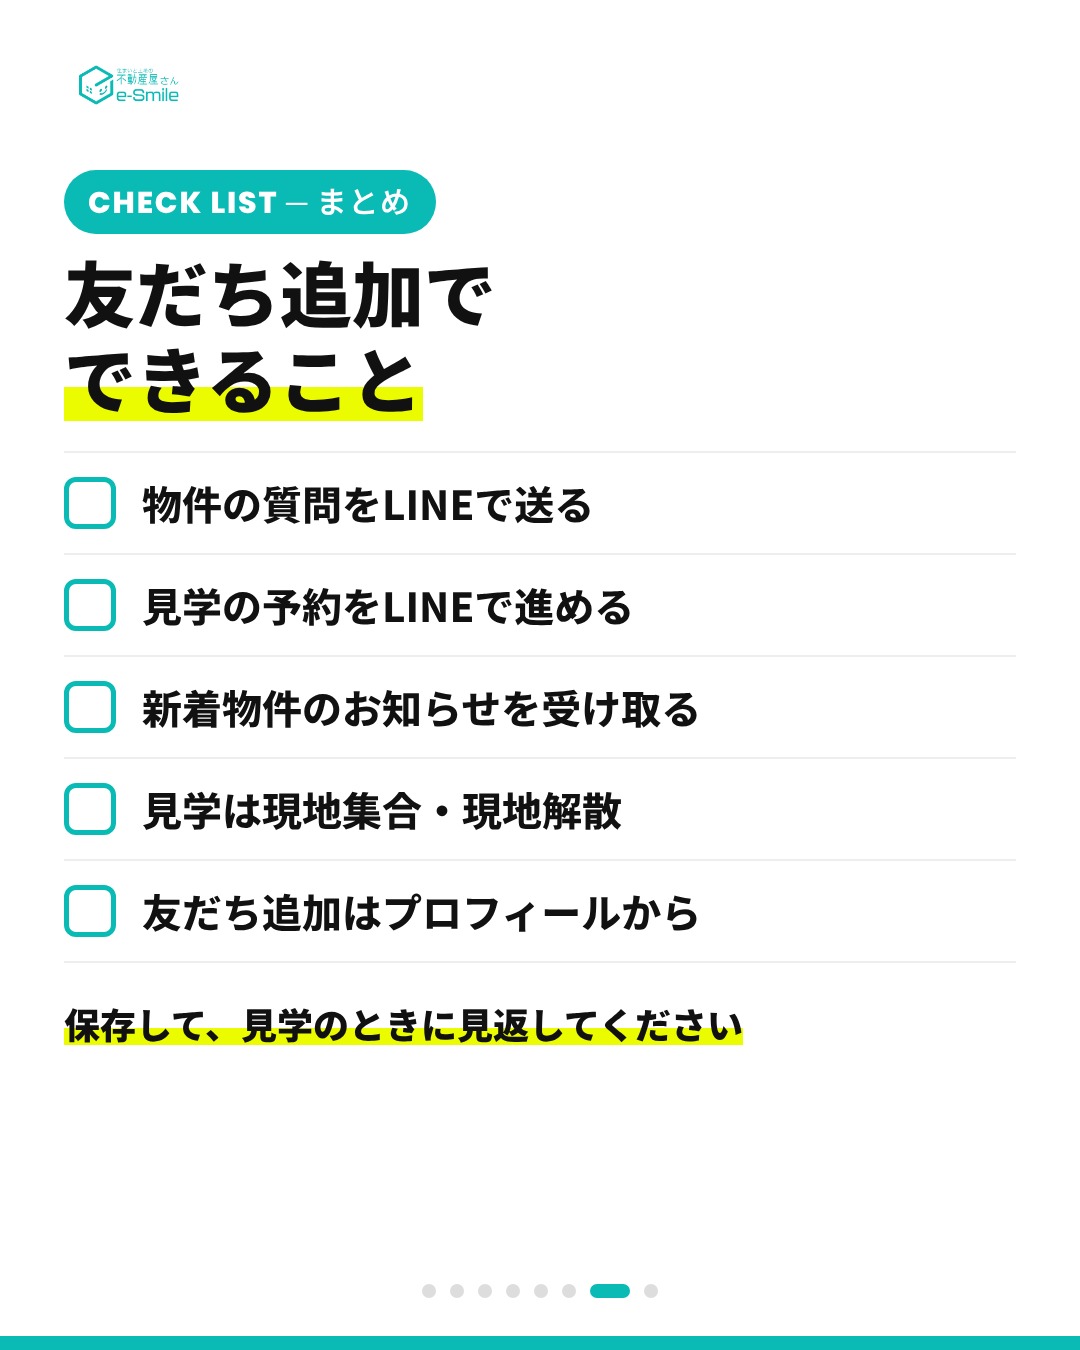 不動産屋さん
e-Smile
CHECK LIST — まとめ
友だち追加で
できること
物件の質問をLINEで送る
見学の予約をLINEで進める
新着物件のお知らせを受け取る
見学は現地集合・現地解散
友だち追加はプロフィールから
保存して、見学のときに見返してください